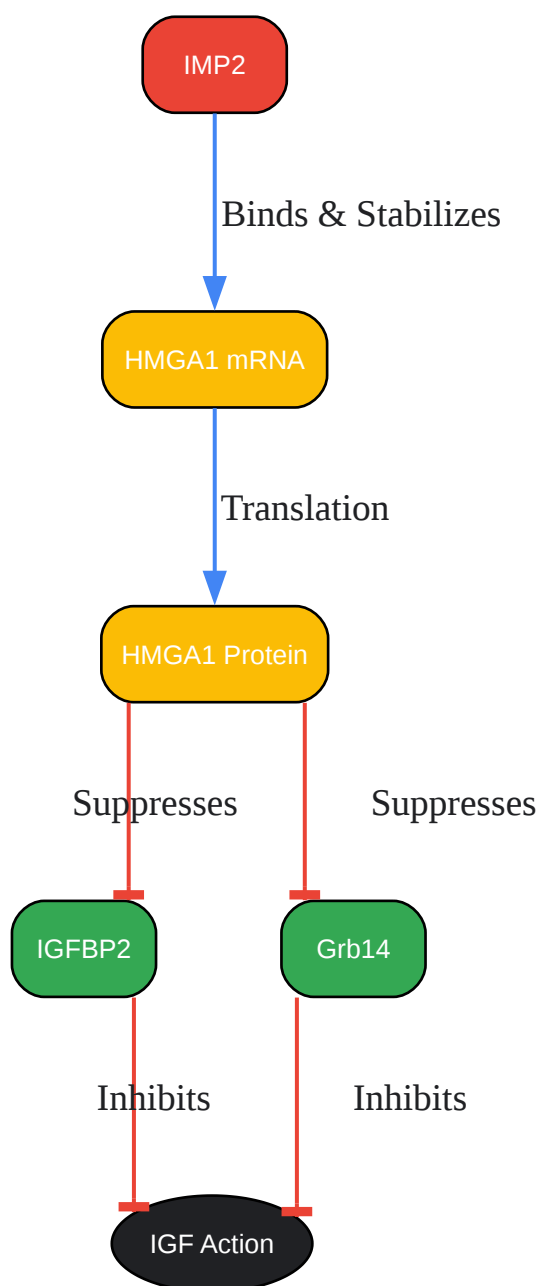 IMP2
Binds & Stabilizes
HMGA1 mRNA
Translation
HMGA1 Protein
Suppresses
Suppresses
IGFBP2
Grb14
Inhibits
Inhibits
IGF Action